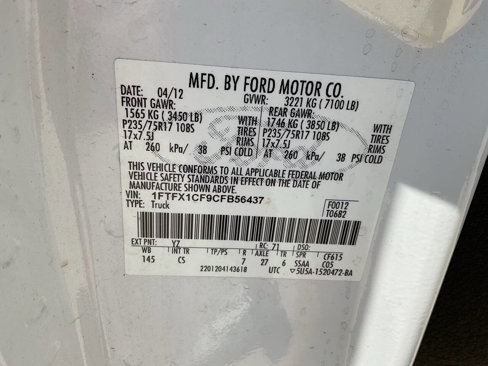 MFD. BY FORD MOTOR CO.
DATE: 04/12 GVWR: 3221 KG ( 7100 LB)
FRONT GAWR: REAR GAWR:
1565 KG ( 3450 LB) WITH 1746 KG ( 3850 LB) WITH
P235/75R17 108S TIRES P235/75R17 108S TIRES
17x7.5J RIMS 17x7.5J RIMS
AT 260 kPa/ 38 PSI COLD AT 260 kPa/ 38 PSI COLD
THIS VEHICLE CONFORMS TO ALL APPLICABLE FEDERAL MOTOR
VEHICLE SAFETY STANDARDS IN EFFECT ON THE DATE OF
MANUFACTURE SHOWN ABOVE.
VIN: 1FTFX1CF9CFB56437 F0012
TYPE: Truck T0682
EXT PNT: YZ RC: 71 DSO:
WB INT TR TP/PS R AXLE TR SPR CF615
145 CS 7 27 6 SSAA C05
2201204143618 UTC 5U5A-1520472-BA
Ford